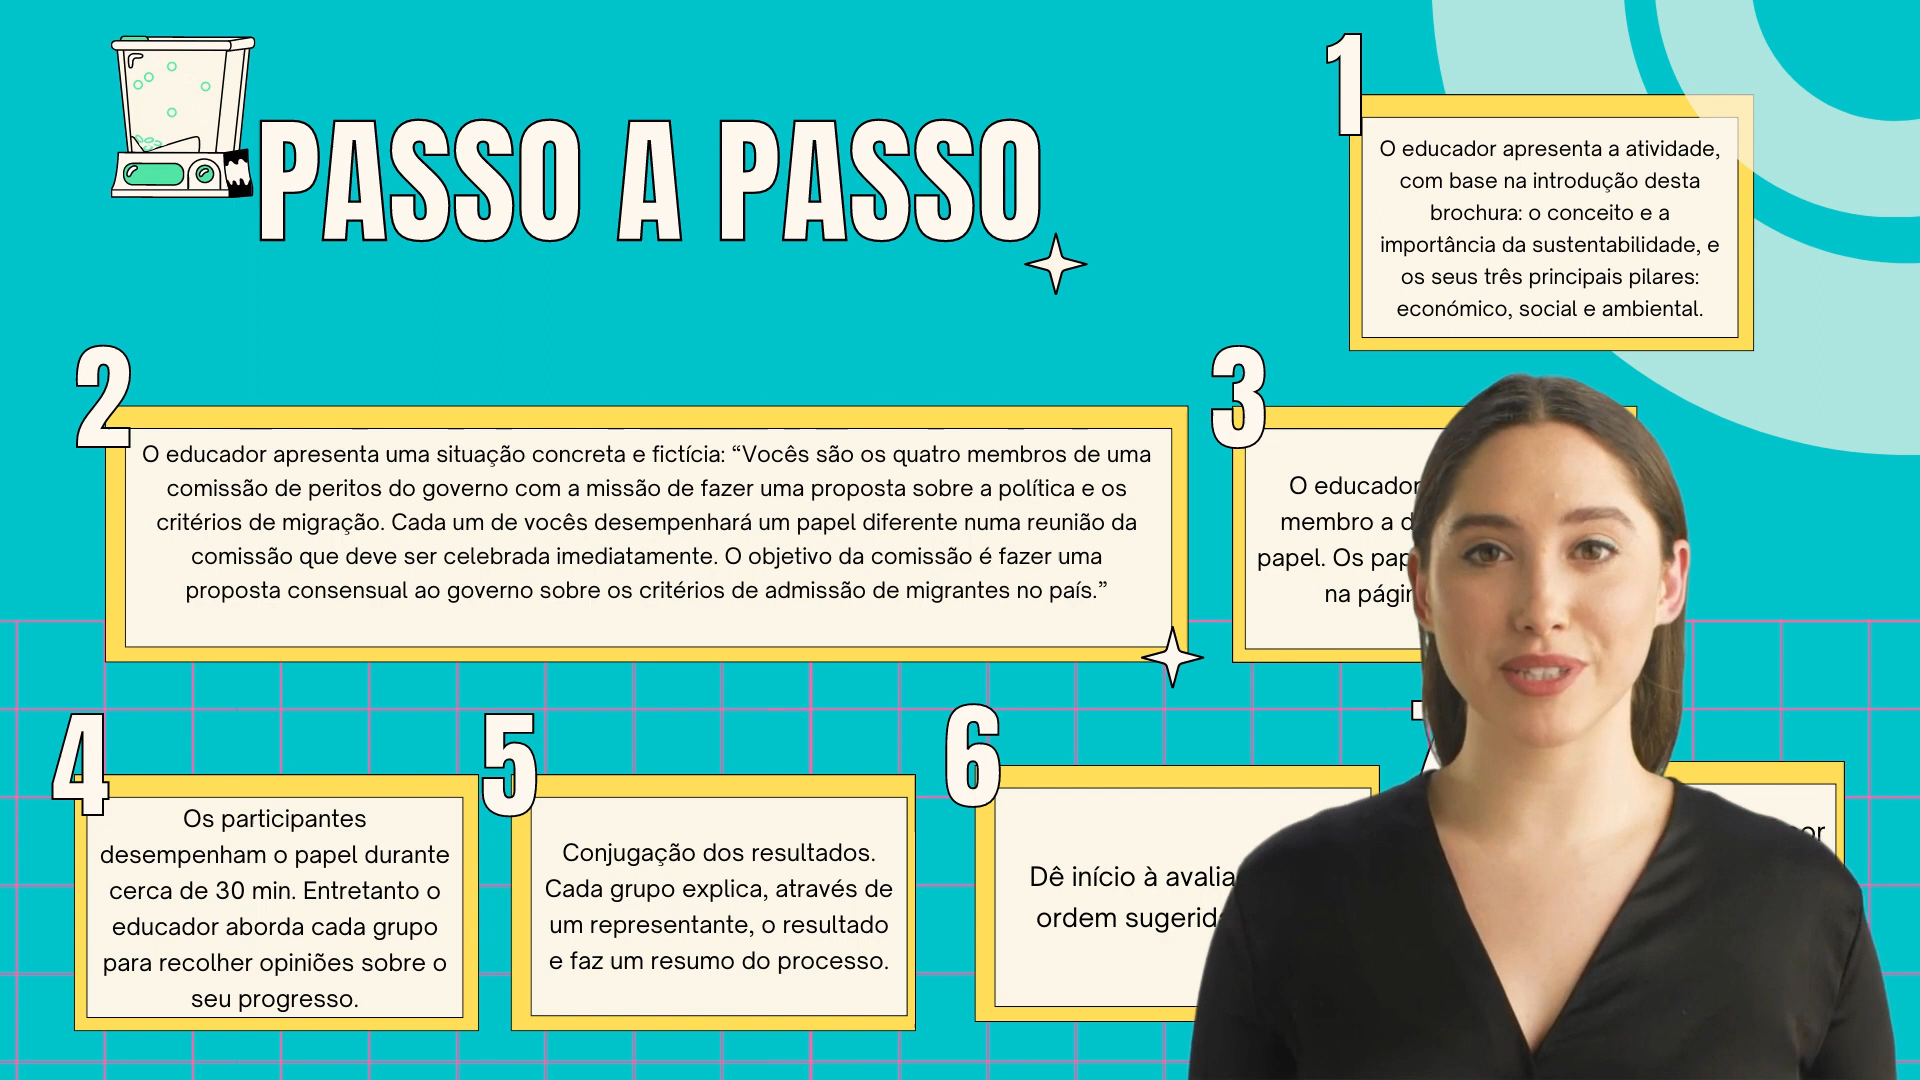 PASSO A PASSO
1
O educador apresenta a atividade,
com base na introdução desta
brochura: o conceito e a
importância da sustentabilidade, e
os seus três principais pilares:
económico, social e ambiental.
2
O educador apresenta uma situação concreta e fictícia: “Vocês são os quatro membros de uma
comissão de peritos do governo com a missão de fazer uma proposta sobre a política e os
critérios de migração. Cada um de vocês desempenhará um papel diferente numa reunião da
comissão que deve ser celebrada imediatamente. O objetivo da comissão é fazer uma
proposta consensual ao governo sobre os critérios de admissão de migrantes no país.”
3
O educador
membro a
papel. Os
na
4
Os participantes
desempenham o papel durante
cerca de 30 min. Entretanto o
educador aborda cada grupo
para recolher opiniões sobre o
seu progresso.
5
Conjugação dos resultados.
Cada grupo explica, através de
um representante, o resultado
e faz um resumo do processo.
6
Dê início à
ordem